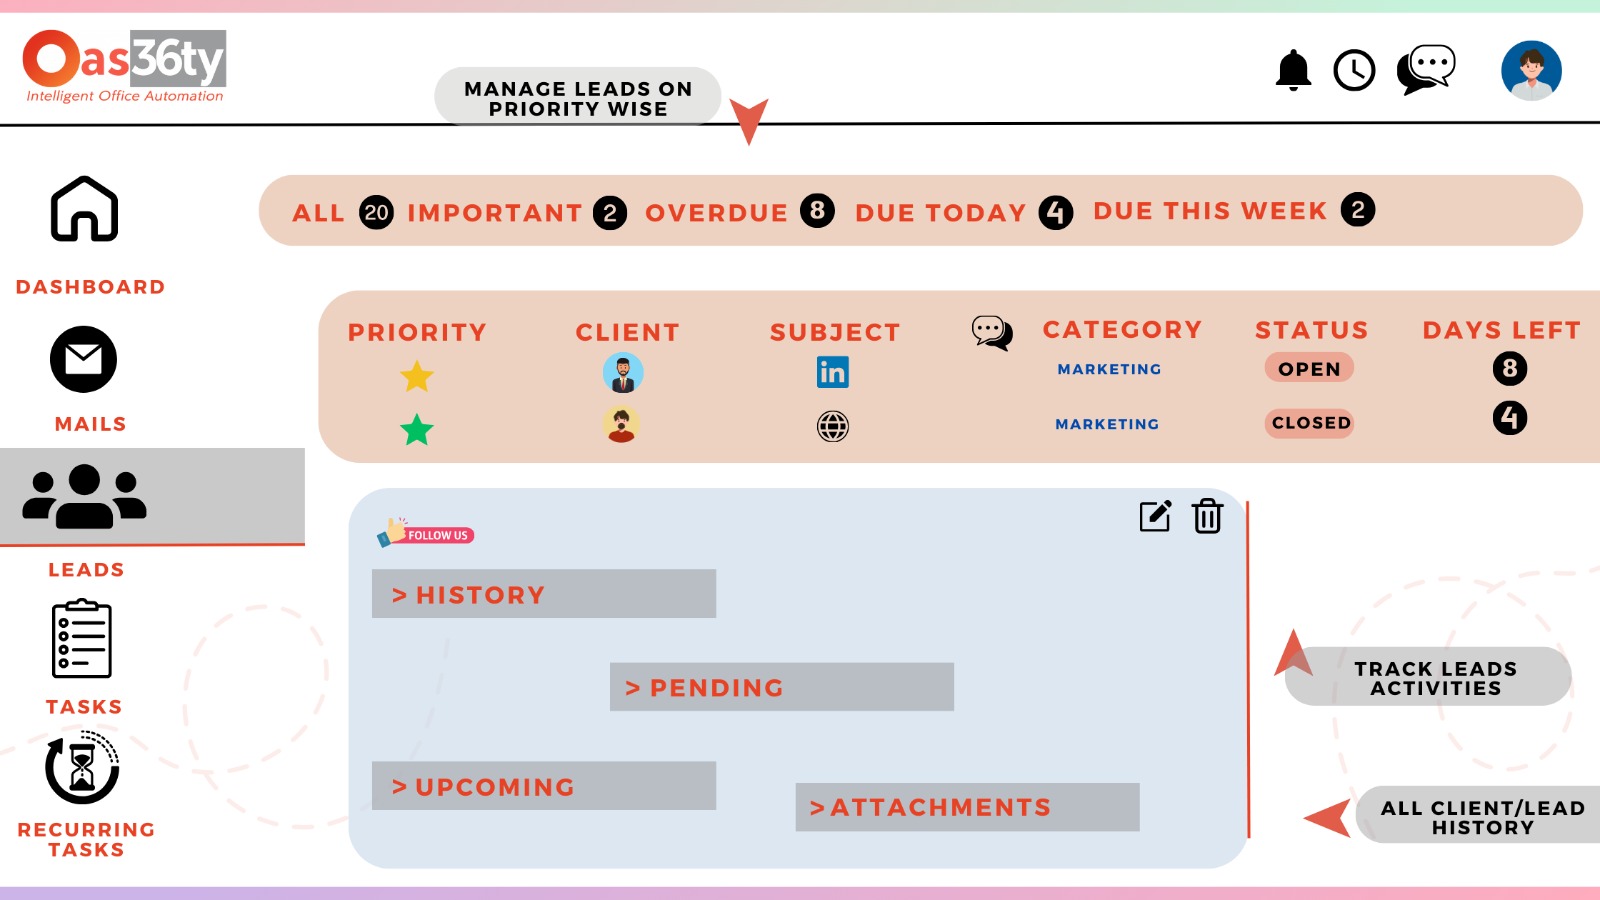 Oas36ty
Intelligent Office Automation
MANAGE LEADS ON
PRIORITY WISE
ALL 20 IMPORTANT 2 OVERDUE 8 DUE TODAY 4 DUE THIS WEEK 2
DASHBOARD
MAILS
LEADS
TASKS
RECURRING
TASKS
PRIORITY CLIENT SUBJECT CATEGORY STATUS DAYS LEFT
in MARKETING OPEN 8
MARKETING CLOSED 4
FOLLOW US
> HISTORY
> PENDING
> UPCOMING
> ATTACHMENTS
TRACK LEADS
ACTIVITIES
ALL CLIENT/LEAD
HISTORY